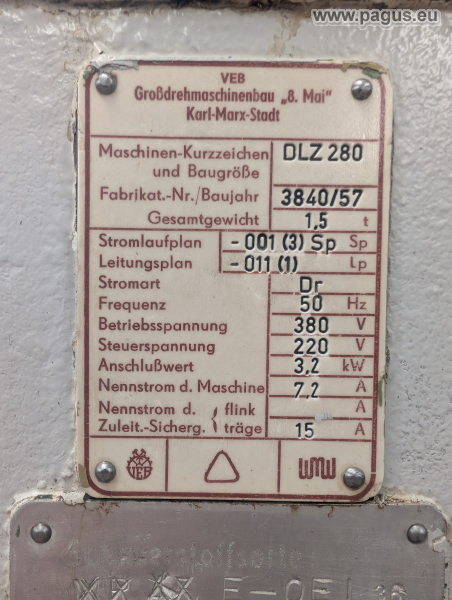 www.pagus.eu
VEB
Großdrehmaschinenbau „8. Mai"
Karl-Marx-Stadt
Maschinen-Kurzzeichen DLZ 280
und Baugröße
Fabrikat.-Nr./Baujahr 3840/57
Gesamtgewicht 1,5 t
Stromlaufplan -001 (3) Sp Sp
Leitungsplan -011 (1) Lp
Stromart Dr
Frequenz 50 Hz
Betriebsspannung 380 V
Steuerspannung 220 V
Anschlußwert 3,2 kW
Nennstrom d. Maschine 7,2 A
Nennstrom d. flink A
Zuleit.-Sicherg. träge 15 A
VEB WMW